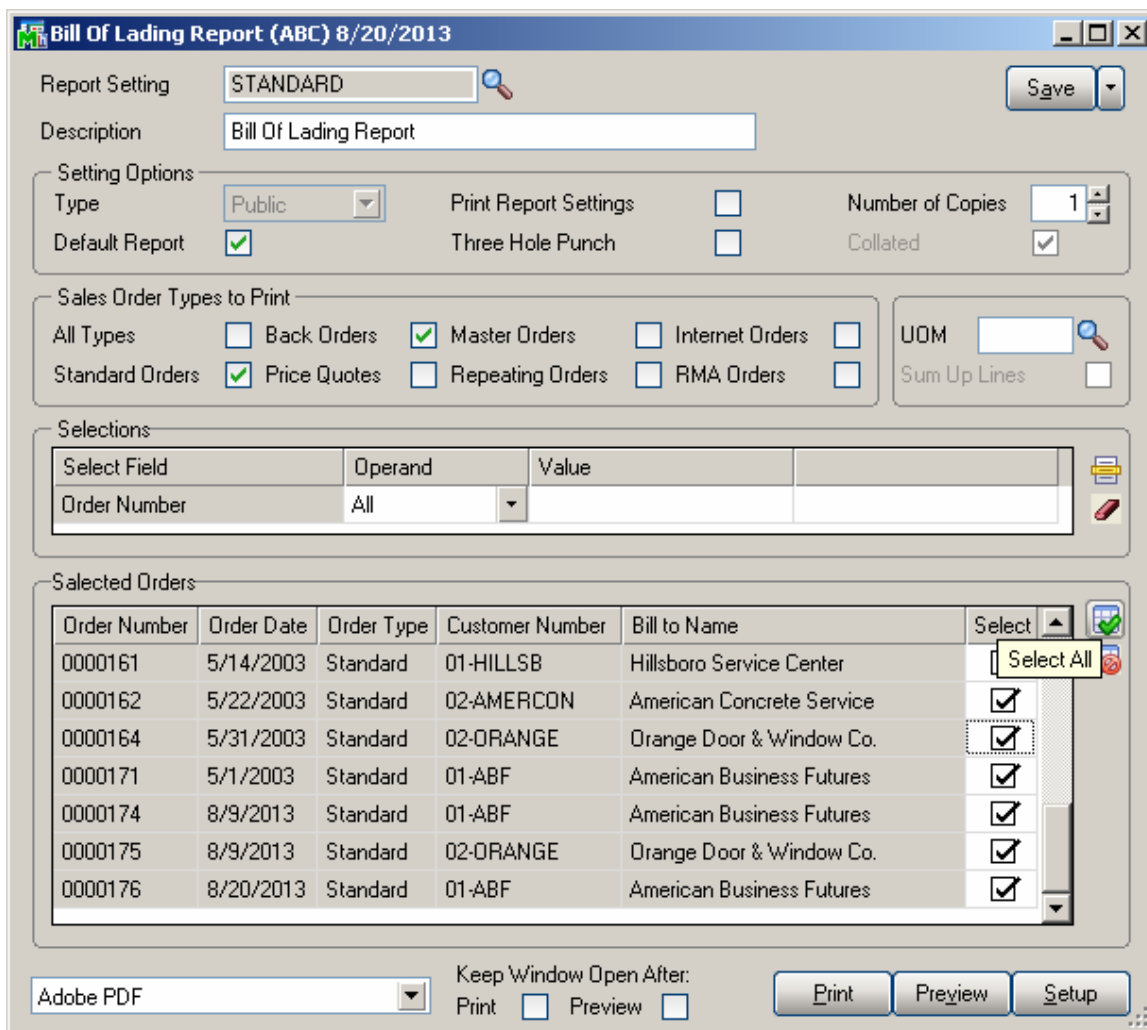 Bill Of Lading Report (ABC) 8/20/2013
Report Setting STANDARD Save
Description Bill Of Lading Report
Setting Options
Type Public Print Report Settings Number of Copies 1
Default Report Three Hole Punch Collated
Sales Order Types to Print
All Types Back Orders Master Orders Internet Orders UOM
Standard Orders Price Quotes Repeating Orders RMA Orders Sum Up Lines
Selections
Select Field Operand Value
Order Number All
Salected Orders
Order Number Order Date Order Type Customer Number Bill to Name Select
0000161 5/14/2003 Standard 01-HILLSB Hillsboro Service Center Select All
0000162 5/22/2003 Standard 02-AMERCON American Concrete Service
0000164 5/31/2003 Standard 02-ORANGE Orange Door & Window Co.
0000171 5/1/2003 Standard 01-ABF American Business Futures
0000174 8/9/2013 Standard 01-ABF American Business Futures
0000175 8/9/2013 Standard 02-ORANGE Orange Door & Window Co.
0000176 8/20/2013 Standard 01-ABF American Business Futures
Adobe PDF Keep Window Open After:
Print Preview Print Preview Setup